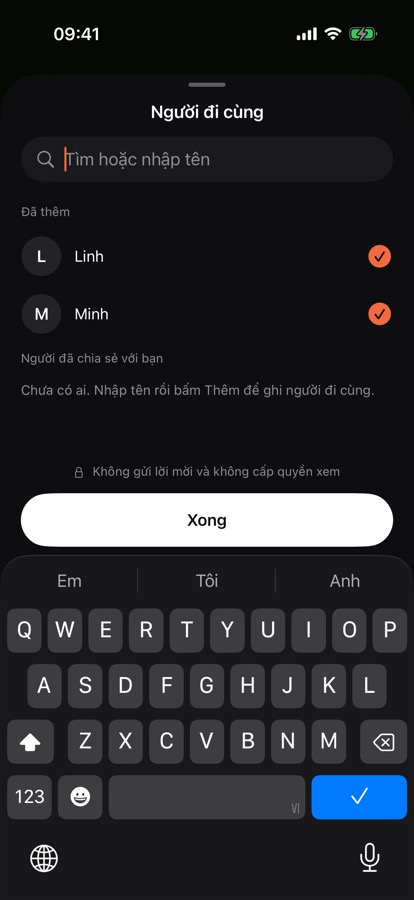 09:41
Người đi cùng
Tìm hoặc nhập tên
Đã thêm
L Linh
M Minh
Người đã chia sẻ với bạn
Chưa có ai. Nhập tên rồi bấm Thêm để ghi người đi cùng.
Không gửi lời mời và không cấp quyền xem
Xong
Em Tôi Anh
Q W E R T Y U I O P
A S D F G H J K L
Z X C V B N M
123 VI